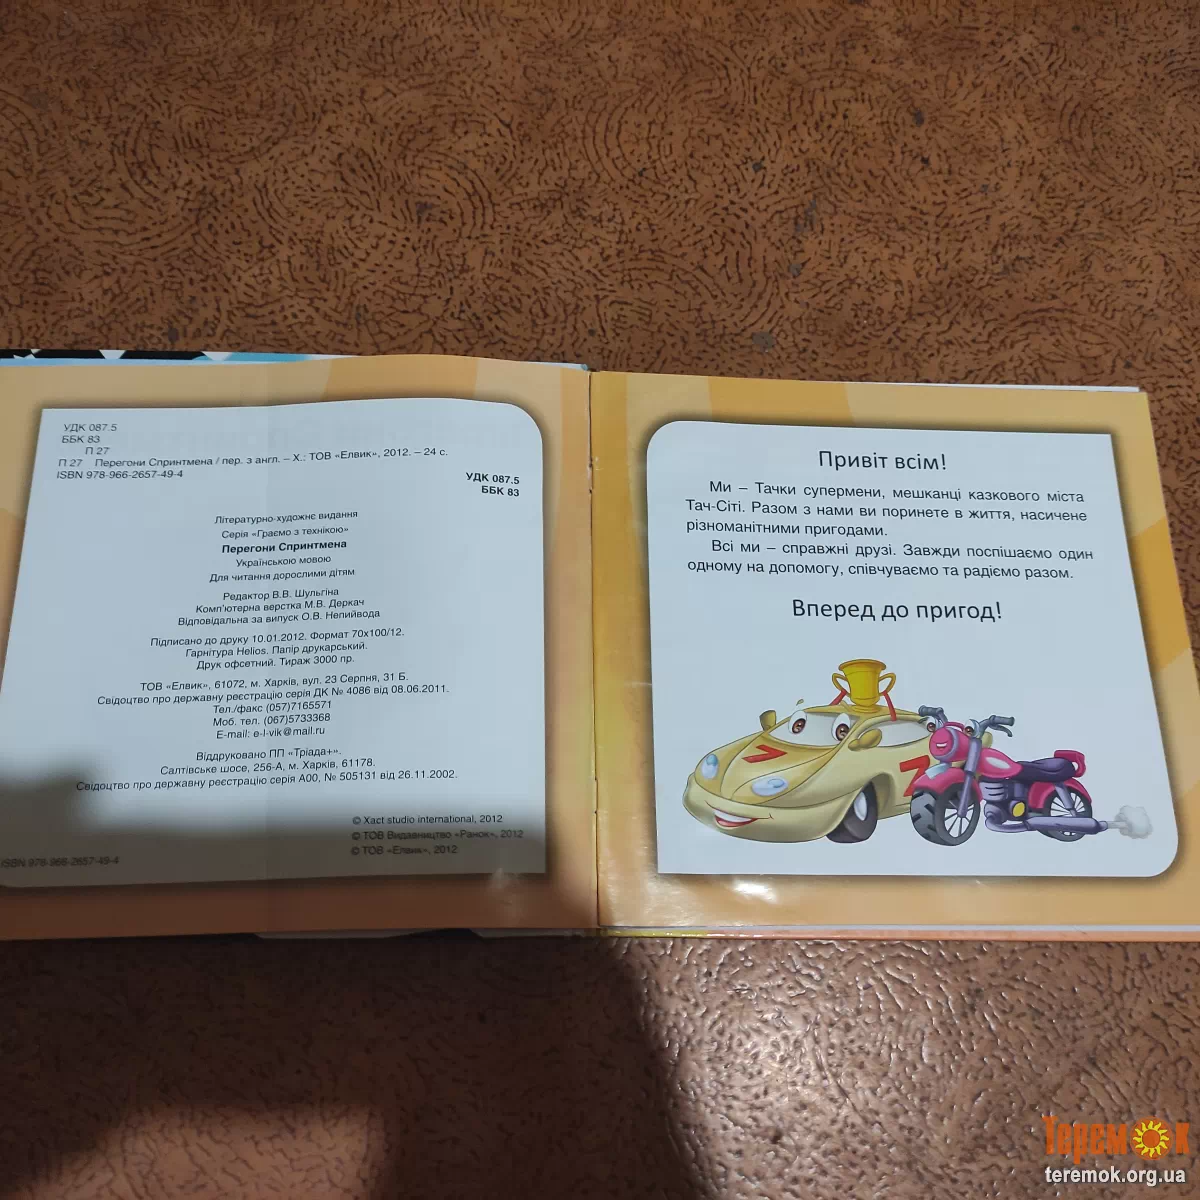 УДК 087.5
ББК 83
П 27
П 27 Перегони Спринтмена / пер. з англ. – Х.: ТОВ «Елвик», 2012. – 24 с.
ISBN 978-966-2657-49-4
УДК 087.5
ББК 83
Літературно-художнє видання
Серія «Граємо з технікою»
Перегони Спринтмена
Українською мовою
Для читання дорослими дітям
Редактор В.В. Шульгіна
Комп'ютерна верстка М.В. Деркач
Відповідальна за випуск О.В. Непийвода
Підписано до друку 10.01.2012. Формат 70х100/12.
Гарнітура Helios. Папір друкарський.
Друк офсетний. Тираж 3000 пр.
ТОВ «Елвик», 61072, м. Харків, вул. 23 Серпня, 31 Б.
Свідоцтво про державну реєстрацію серія ДК № 4086 від 08.06.2011.
Тел./факс (057)7165571
Моб. тел. (067)5733368
E-mail: e-l-vik@mail.ru
Віддруковано ПП «Тріада+».
Салтівське шосе, 256-А, м. Харків, 61178.
Свідоцтво про державну реєстрацію серія А00, № 505131 від 26.11.2002.
© Xact studio international, 2012
© ТОВ Видавництво «Ранок», 2012
© ТОВ «Елвик», 2012
ISBN 978-966-2657-49-4
Привіт всім!
Ми – Тачки супермени, мешканці казкового міста
Тач-Сіті. Разом з нами ви поринете в життя, насичене
різноманітними пригодами.
Всі ми – справжні друзі. Завжди поспішаємо один
одному на допомогу, співчуваємо та радіємо разом.
Вперед до пригод!
7
7
Теремок
teremok.org.ua